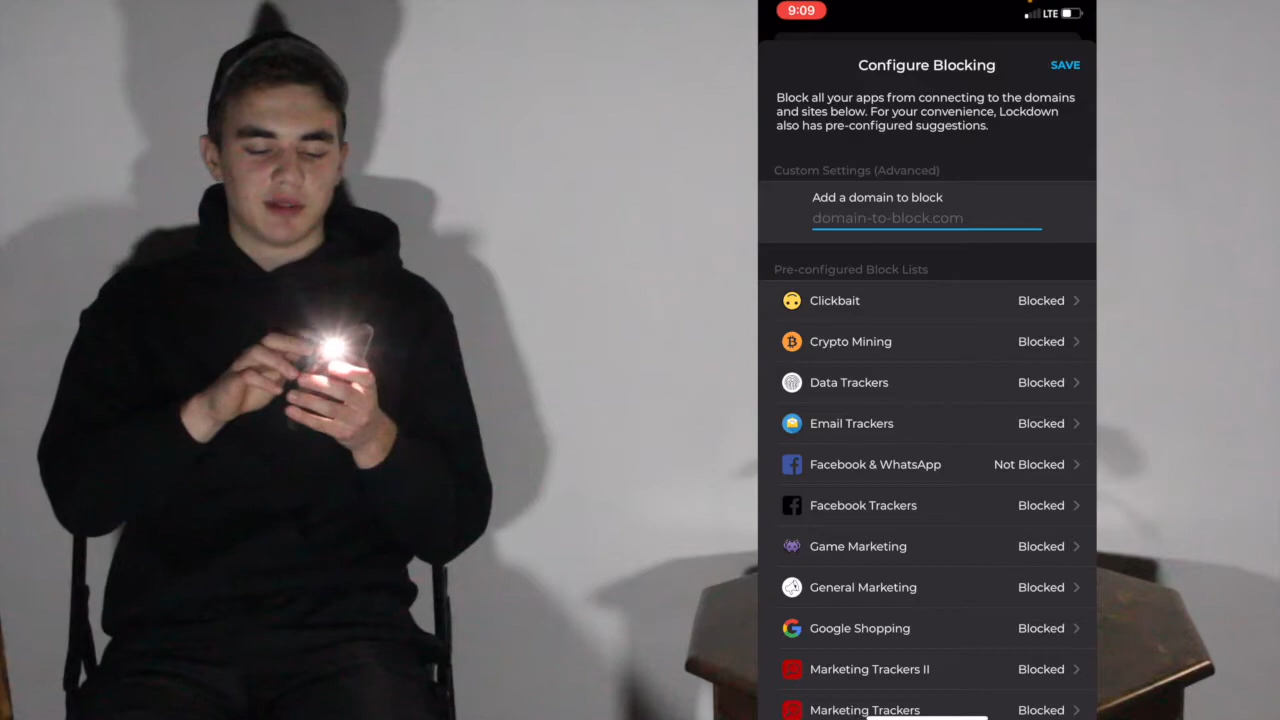 9:09
LTE
Configure Blocking
SAVE
Block all your apps from connecting to the domains
and sites below. For your convenience, Lockdown
also has pre-configured suggestions.
Custom Settings (Advanced)
Add a domain to block
domain-to-block.com
Pre-configured Block Lists
Clickbait Blocked
Crypto Mining Blocked
Data Trackers Blocked
Email Trackers Blocked
Facebook & WhatsApp Not Blocked
Facebook Trackers Blocked
Game Marketing Blocked
General Marketing Blocked
Google Shopping Blocked
Marketing Trackers II Blocked
Marketing Trackers Blocked